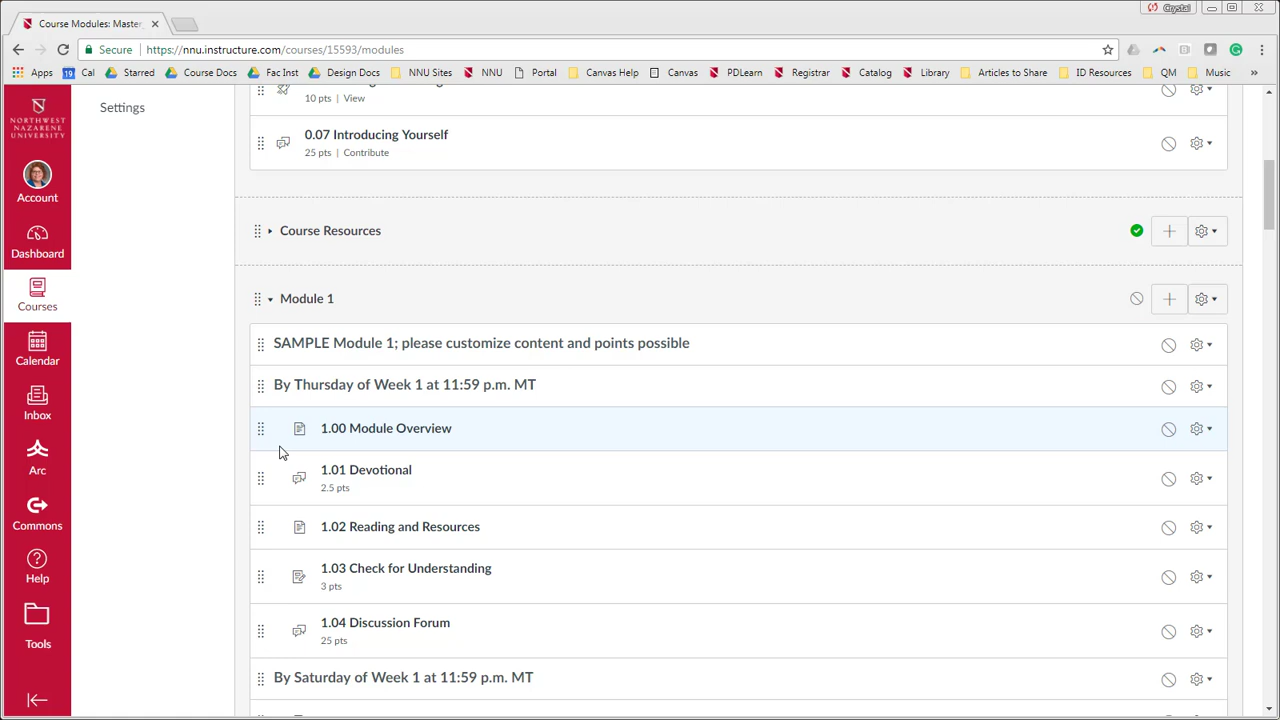 Crystal
Course Modules: Master
Secure https://nnu.instructure.com/courses/15593/modules
Apps 19 Cal Starred Course Docs Fac Inst Design Docs NNU Sites NNU Portal Canvas Help Canvas PDLearn Registrar Catalog Library Articles to Share ID Resources QM Music »
NORTHWEST
NAZARENE
UNIVERSITY
Account
Dashboard
Courses
Calendar
Inbox
Arc
Commons
Help
Tools
Settings
10 pts | View
0.07 Introducing Yourself
25 pts | Contribute
Course Resources
Module 1
SAMPLE Module 1; please customize content and points possible
By Thursday of Week 1 at 11:59 p.m. MT
1.00 Module Overview
1.01 Devotional
2.5 pts
1.02 Reading and Resources
1.03 Check for Understanding
3 pts
1.04 Discussion Forum
25 pts
By Saturday of Week 1 at 11:59 p.m. MT